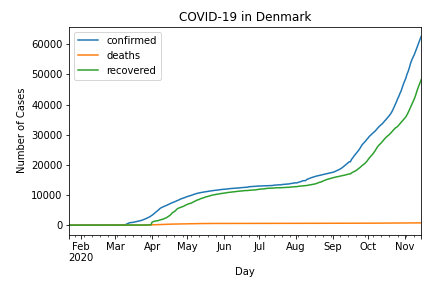 COVID-19 in Denmark
confirmed
deaths
recovered
Number of Cases
60000
50000
40000
30000
20000
10000
0
Feb Mar Apr May Jun Jul Aug Sep Oct Nov
2020
Day